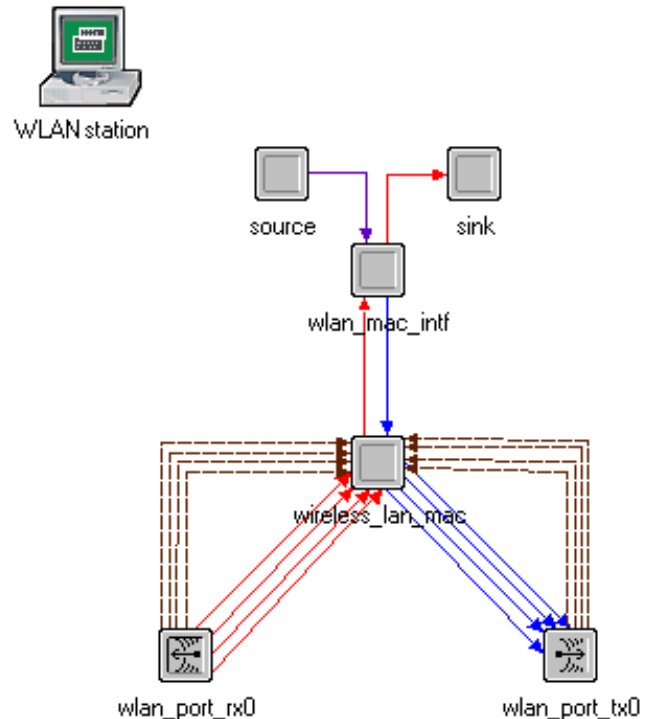 WLAN station
source
sink
wlan_mac_intf
wireless_lan_mac
wlan_port_rx0
wlan_port_tx0